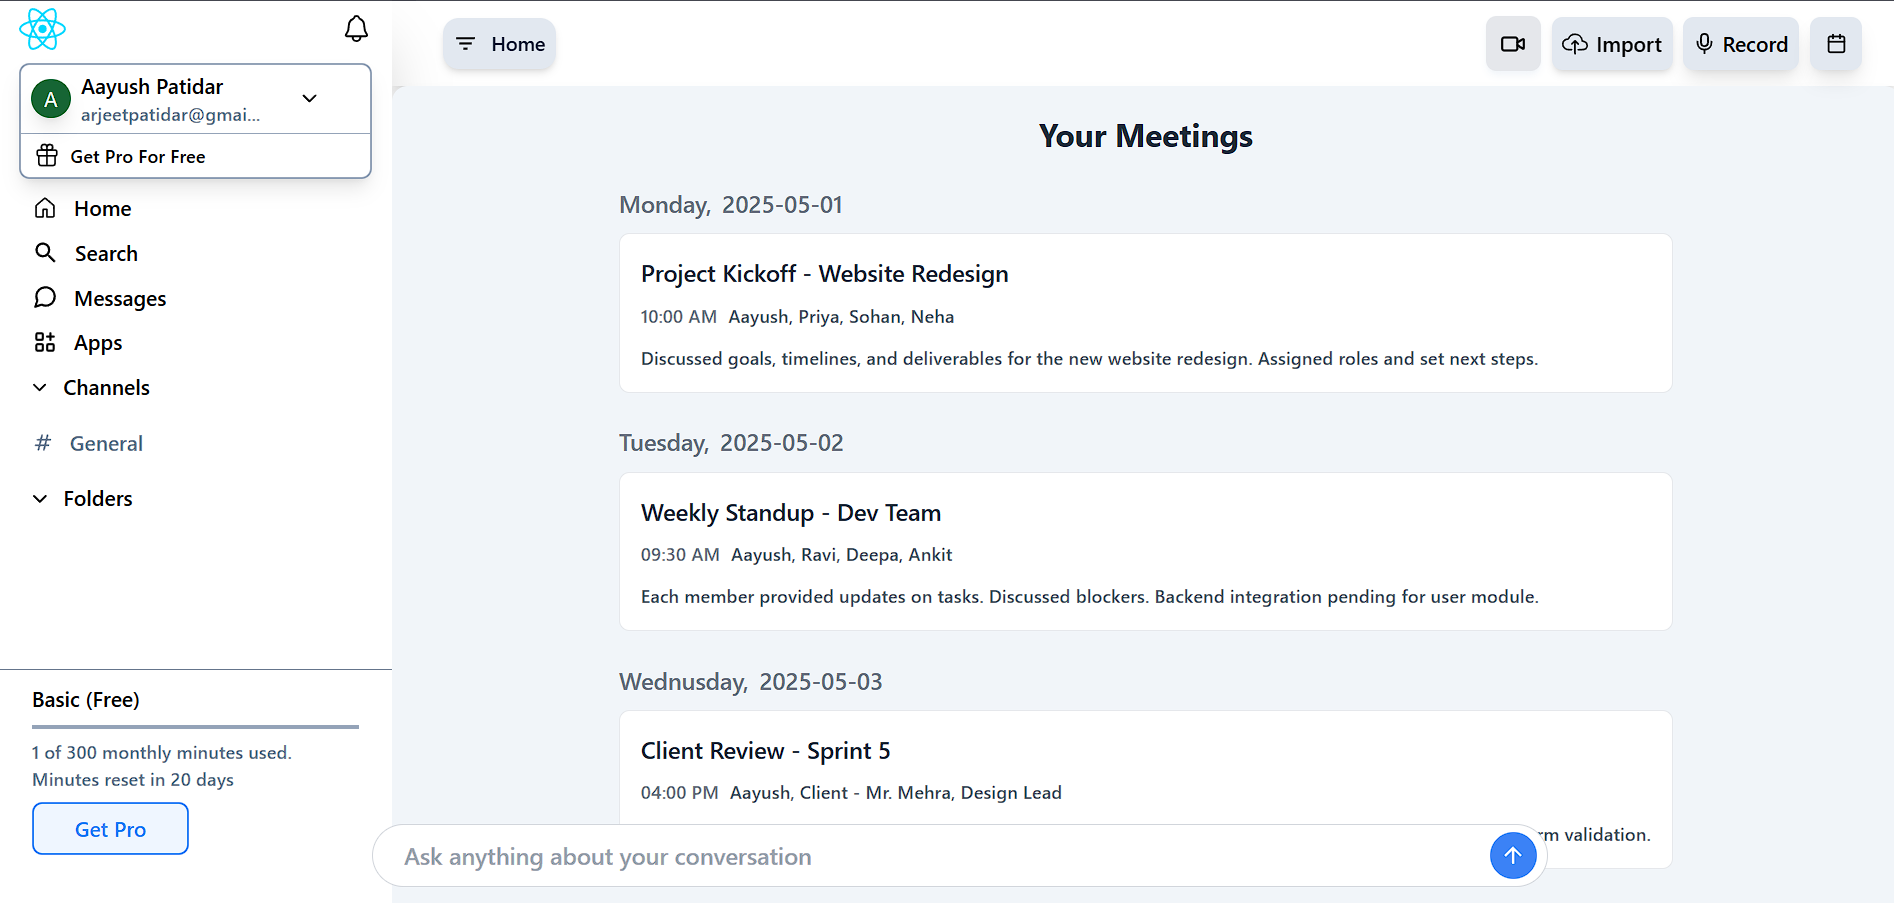 A
Aayush Patidar
arjeetpatidar@gmai...
Get Pro For Free
Home
Search
Messages
Apps
Channels
# General
Folders
Basic (Free)
1 of 300 monthly minutes used.
Minutes reset in 20 days
Get Pro
Home
Import
Record
Your Meetings
Monday, 2025-05-01
Project Kickoff - Website Redesign
10:00 AM Aayush, Priya, Sohan, Neha
Discussed goals, timelines, and deliverables for the new website redesign. Assigned roles and set next steps.
Tuesday, 2025-05-02
Weekly Standup - Dev Team
09:30 AM Aayush, Ravi, Deepa, Ankit
Each member provided updates on tasks. Discussed blockers. Backend integration pending for user module.
Wednusday, 2025-05-03
Client Review - Sprint 5
04:00 PM Aayush, Client - Mr. Mehra, Design Lead
validation.
Ask anything about your conversation